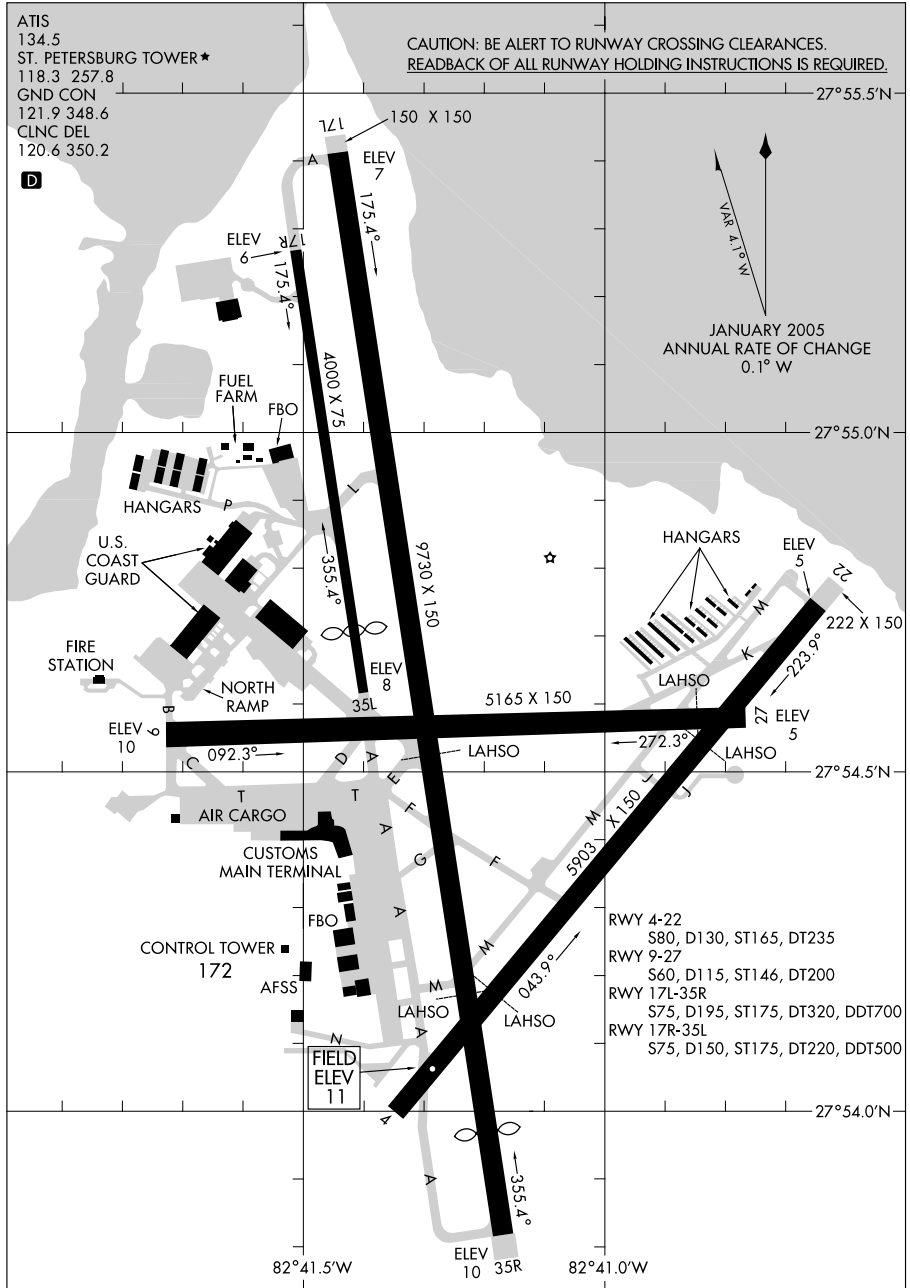 ATIS
134.5
ST. PETERSBURG TOWER★
118.3 257.8
GND CON
121.9 348.6
CLNC DEL
120.6 350.2
D
CAUTION: BE ALERT TO RUNWAY CROSSING CLEARANCES.
READBACK OF ALL RUNWAY HOLDING INSTRUCTIONS IS REQUIRED.
27°55.5'N
17L
150 X 150
A
ELEV
7
175.4°
VAR 4.1° W
JANUARY 2005
ANNUAL RATE OF CHANGE
0.1° W
ELEV
6
17R
175.4°
4000 X 75
FUEL
FARM
FBO
27°55.0'N
HANGARS
P
L
U.S.
COAST
GUARD
355.4°
9730 X 150
HANGARS
ELEV
5
22
222 X 150
M
K
223.9°
FIRE
STATION
NORTH
RAMP
ELEV
8
35L
5165 X 150
LAHSO
B
ELEV
10
9
092.3°
272.3°
27
ELEV
5
LAHSO
LAHSO
C
D
A
E
27°54.5'N
T
T
F
J
J
AIR CARGO
A
M
5903 X 150
CUSTOMS
MAIN TERMINAL
G
F
FBO
A
M
CONTROL TOWER
172
AFSS
M
043.9°
LAHSO
LAHSO
RWY 4-22
S80, D130, ST165, DT235
RWY 9-27
S60, D115, ST146, DT200
RWY 17L-35R
S75, D195, ST175, DT320, DDT700
RWY 17R-35L
S75, D150, ST175, DT220, DDT500
Z
A
FIELD
ELEV
11
4
27°54.0'N
A
355.4°
ELEV
10
35R
82°41.5'W
82°41.0'W